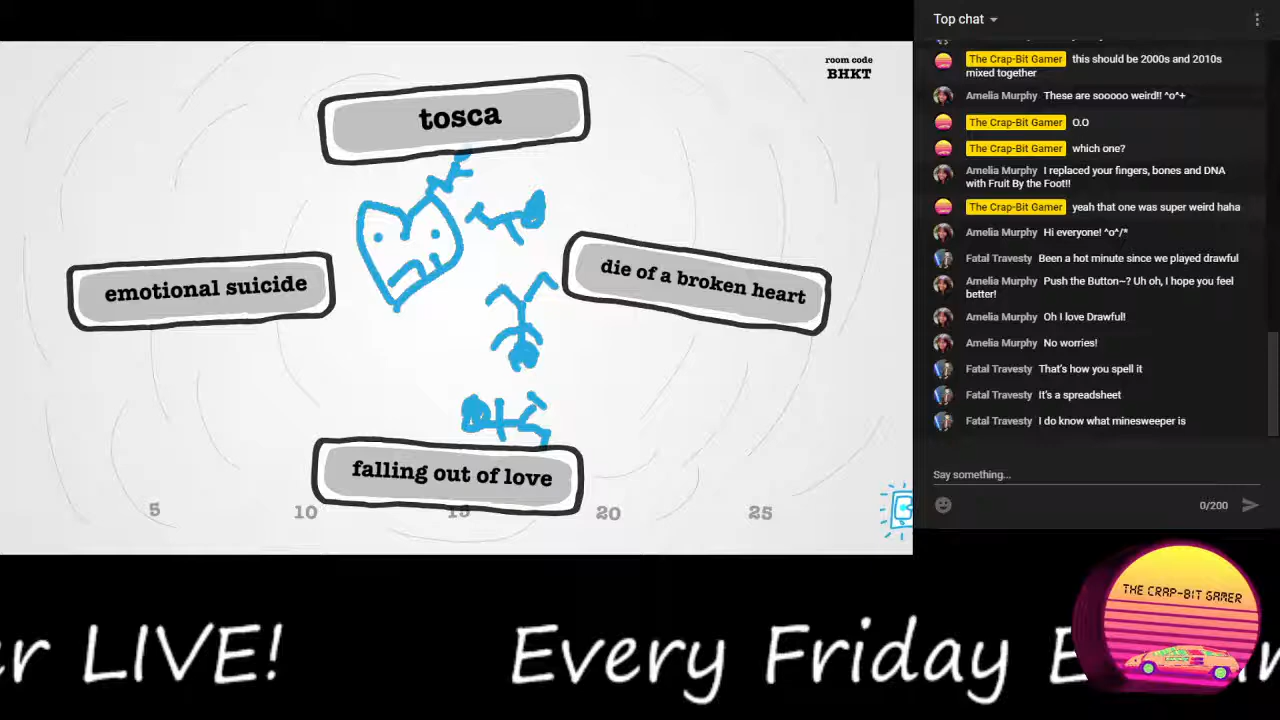 room code
BHKT
tosca
emotional suicide
die of a broken heart
falling out of love
5
10
15
20
25
Top chat
The Crap-Bit Gamer this should be 2000s and 2010s
mixed together
Amelia Murphy These are sooooo weird!! ^o^+
The Crap-Bit Gamer O.O
The Crap-Bit Gamer which one?
Amelia Murphy I replaced your fingers, bones and DNA
with Fruit By the Foot!!
The Crap-Bit Gamer yeah that one was super weird haha
Amelia Murphy Hi everyone! ^o^/*
Fatal Travesty Been a hot minute since we played drawful
Amelia Murphy Push the Button~? Uh oh, I hope you feel
better!
Amelia Murphy Oh I love Drawful!
Amelia Murphy No worries!
Fatal Travesty That's how you spell it
Fatal Travesty It's a spreadsheet
Fatal Travesty I do know what minesweeper is
Say something...
0/200
THE CRAP-BIT GAMER
er LIVE! Every Friday E